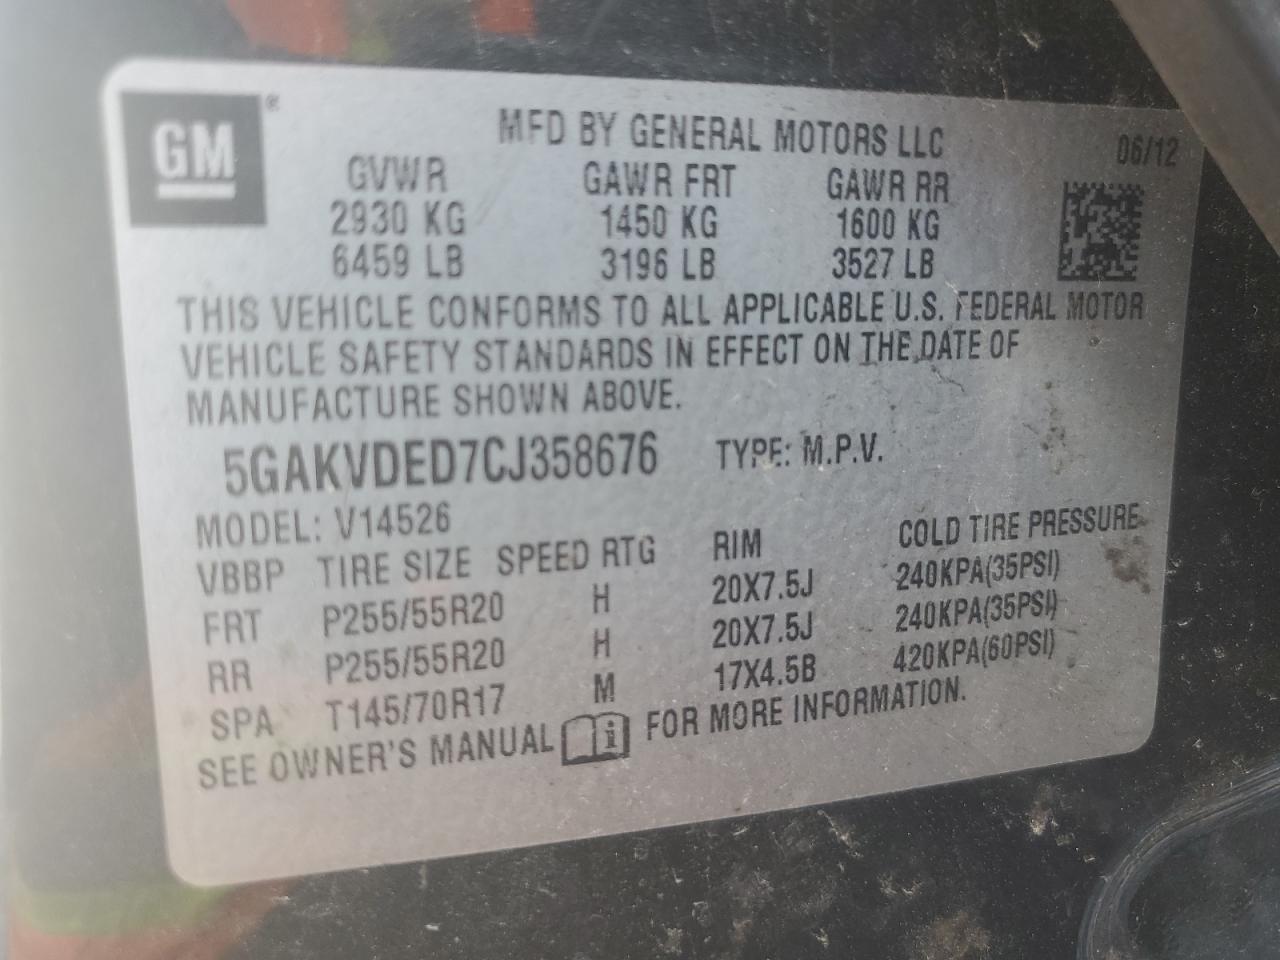 GM®
MFD BY GENERAL MOTORS LLC
06/12
GVWR GAWR FRT GAWR RR
2930 KG 1450 KG 1600 KG
6459 LB 3196 LB 3527 LB
THIS VEHICLE CONFORMS TO ALL APPLICABLE U.S. FEDERAL MOTOR
VEHICLE SAFETY STANDARDS IN EFFECT ON THE DATE OF
MANUFACTURE SHOWN ABOVE.
5GAKVDED7CJ358676 TYPE: M.P.V.
MODEL: V14526
VBBP TIRE SIZE SPEED RTG RIM COLD TIRE PRESSURE
FRT P255/55R20 H 20X7.5J 240KPA(35PSI)
RR P255/55R20 H 20X7.5J 240KPA(35PSI)
SPA T145/70R17 M 17X4.5B 420KPA(60PSI)
SEE OWNER'S MANUAL i FOR MORE INFORMATION.